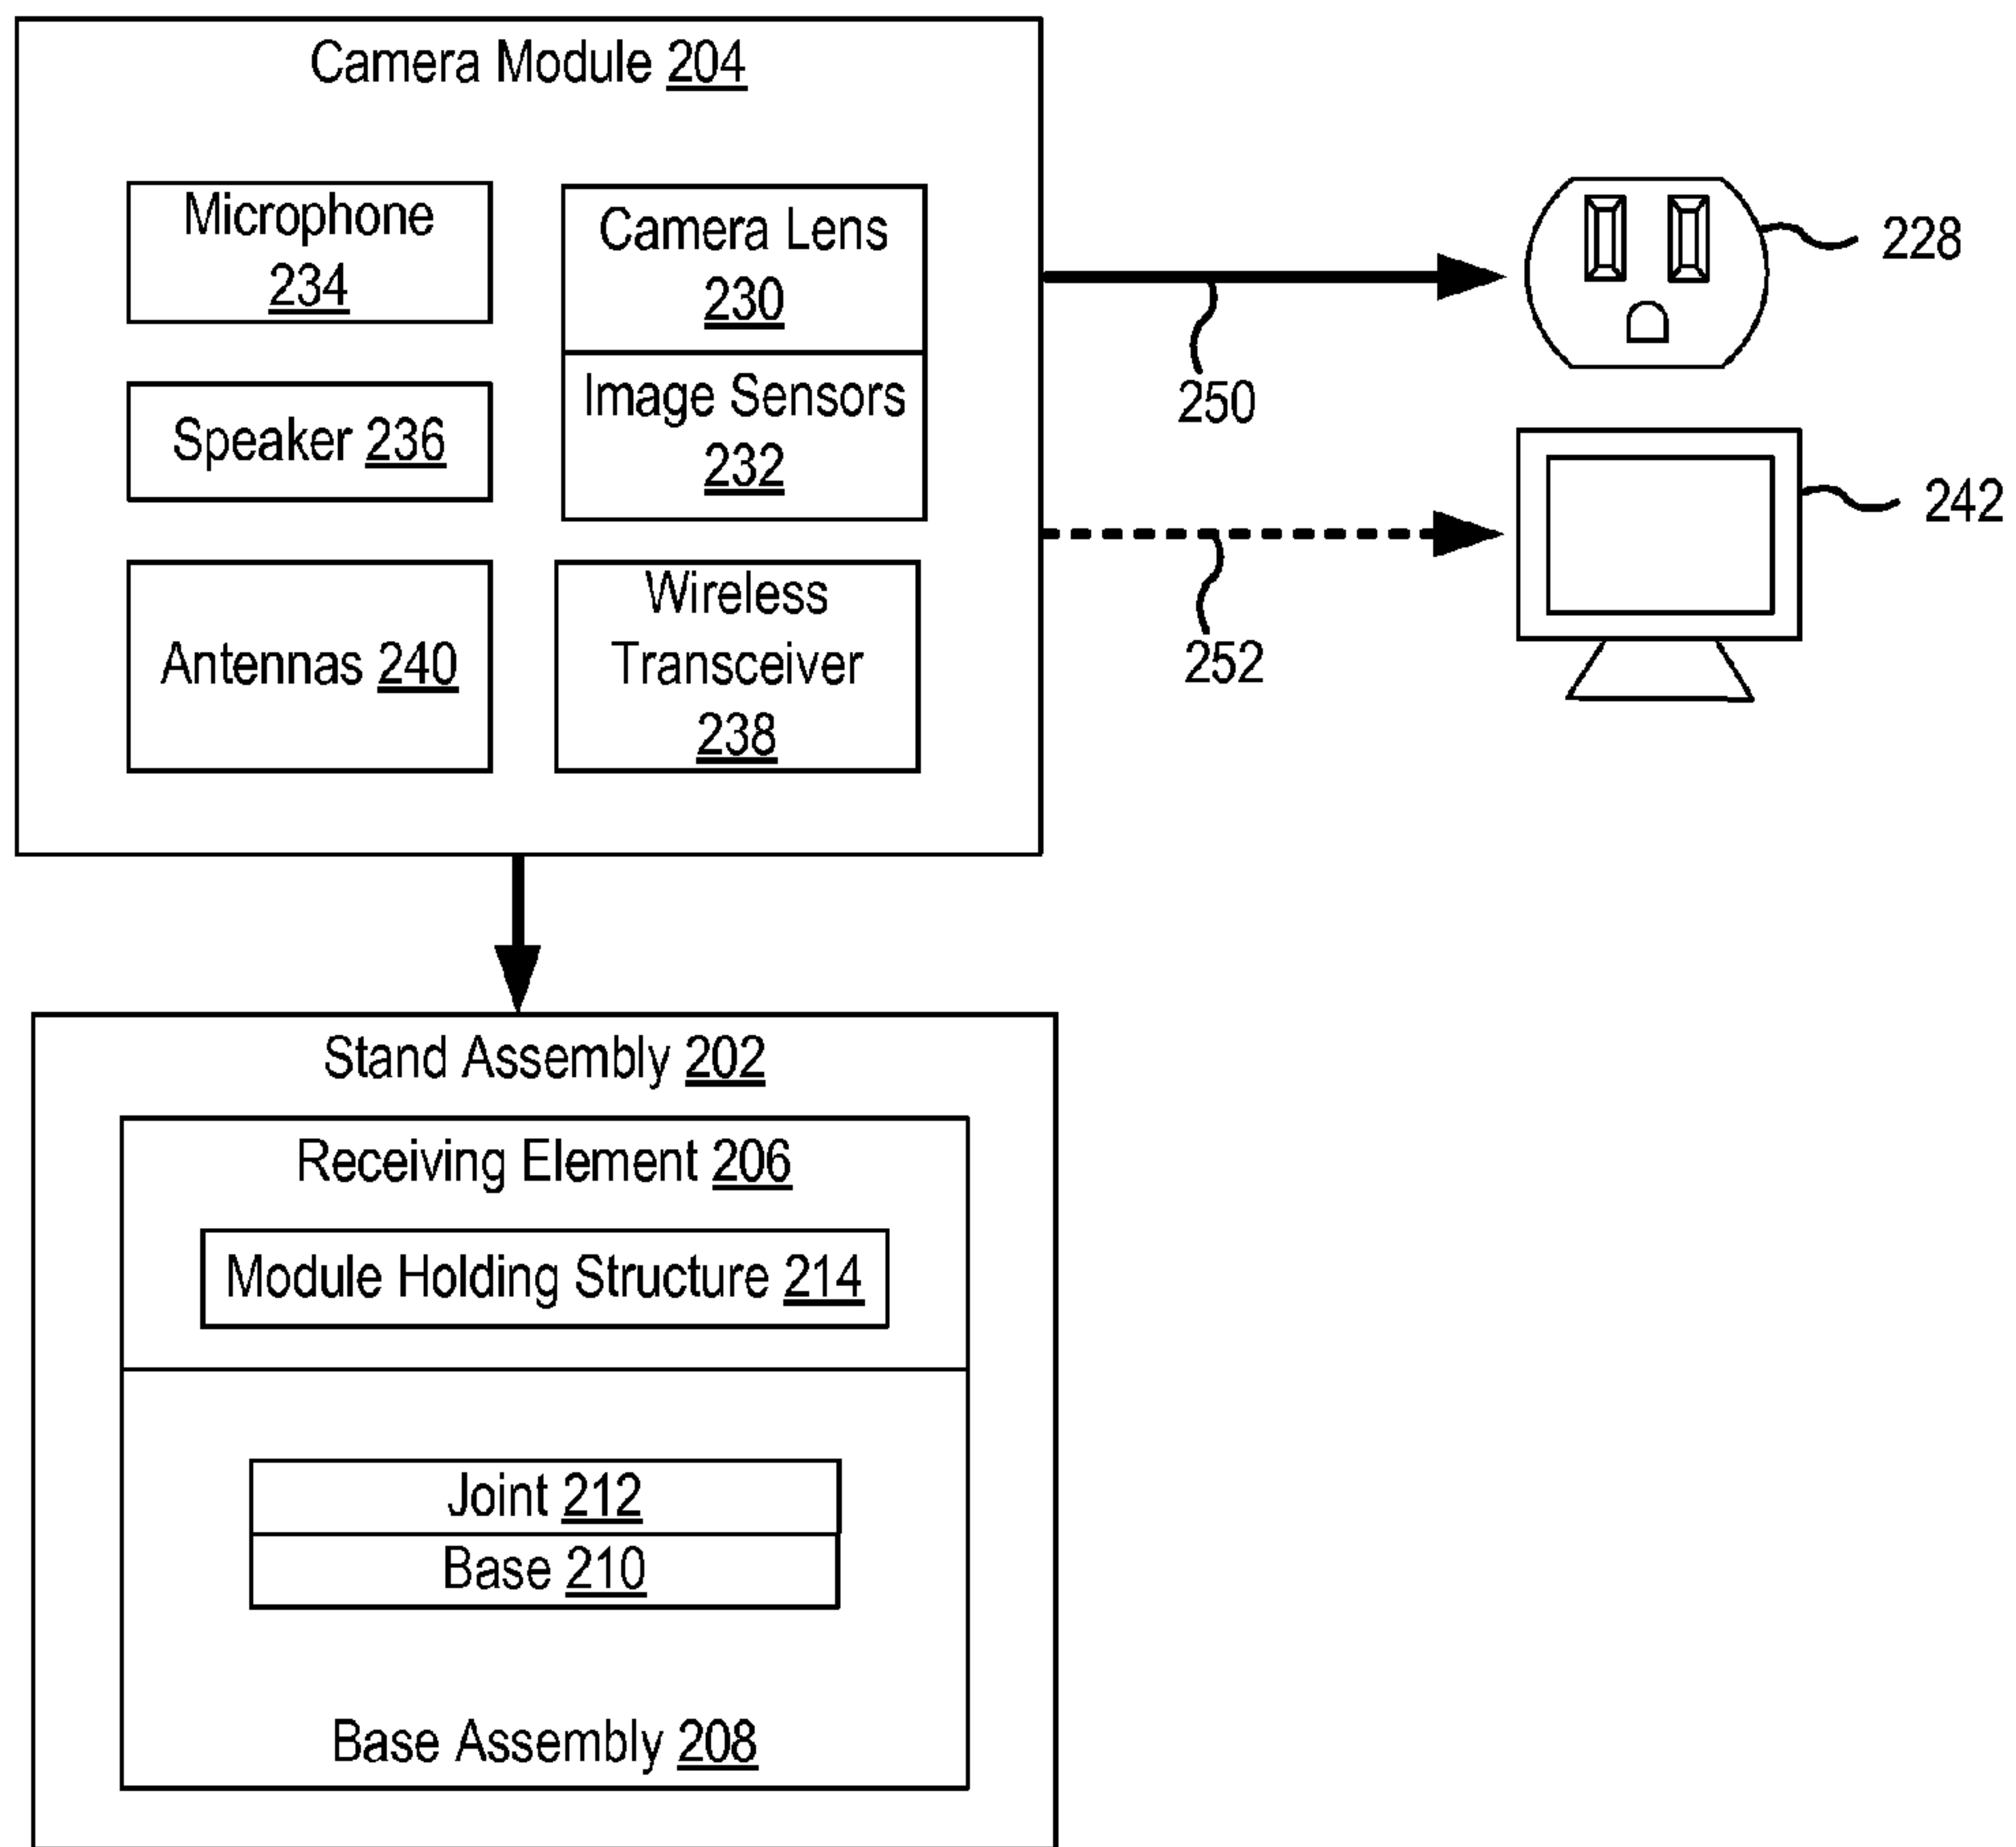 Camera Module 204
Microphone
234
Camera Lens
230
Image Sensors
232
Speaker 236
Antennas 240
Wireless
Transceiver
238
228
250
242
252
Stand Assembly 202
Receiving Element 206
Module Holding Structure 214
Joint 212
Base 210
Base Assembly 208